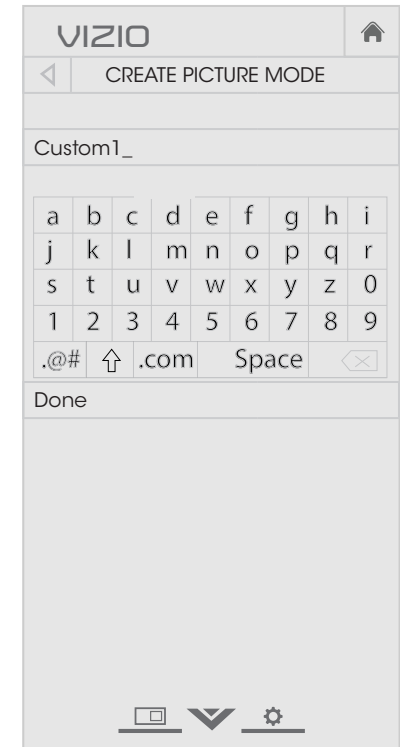 VIZIO
CREATE PICTURE MODE
Custom1_
a b c d e f g h i
j k l m n o p q r
s t u v w x y z 0
1 2 3 4 5 6 7 8 9
.@# .com Space
Done